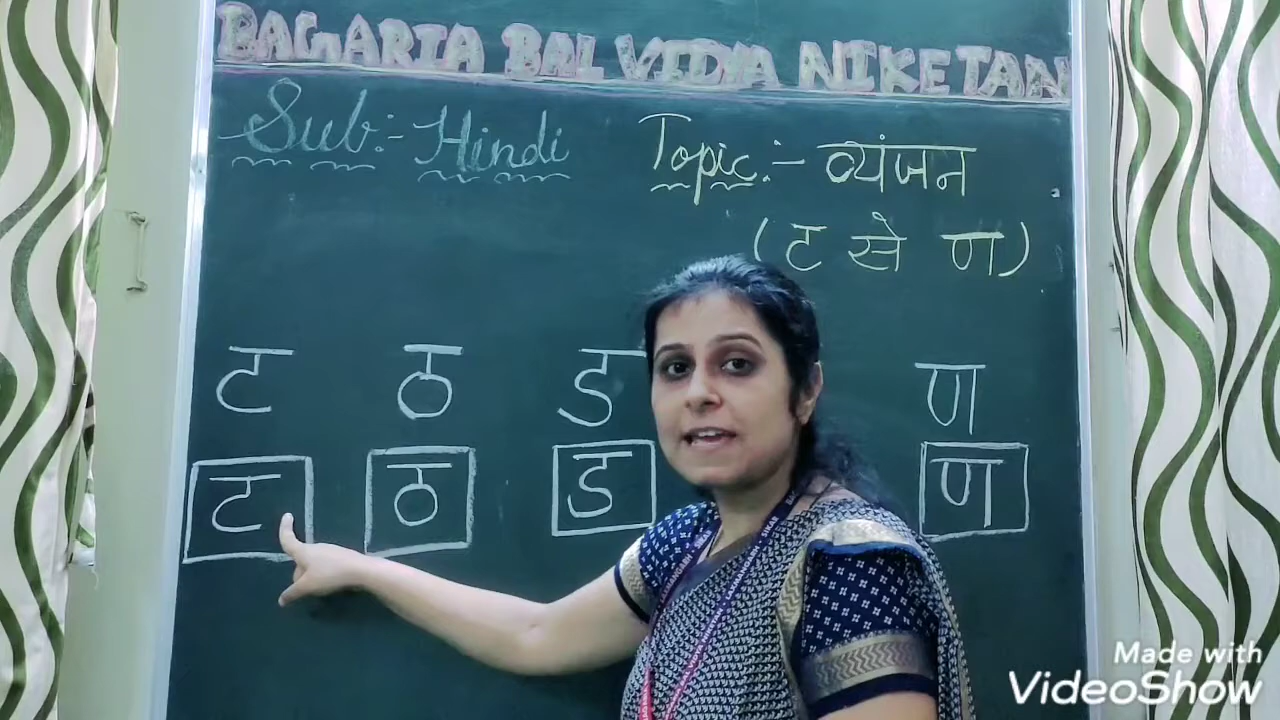 BAGARIA BAL VIDYA NIKETAN
Sub:- Hindi
Topic:- व्यंजन
(ट से ण)
ट ठ ड ण
ट ठ ड ण
Made with
VideoShow